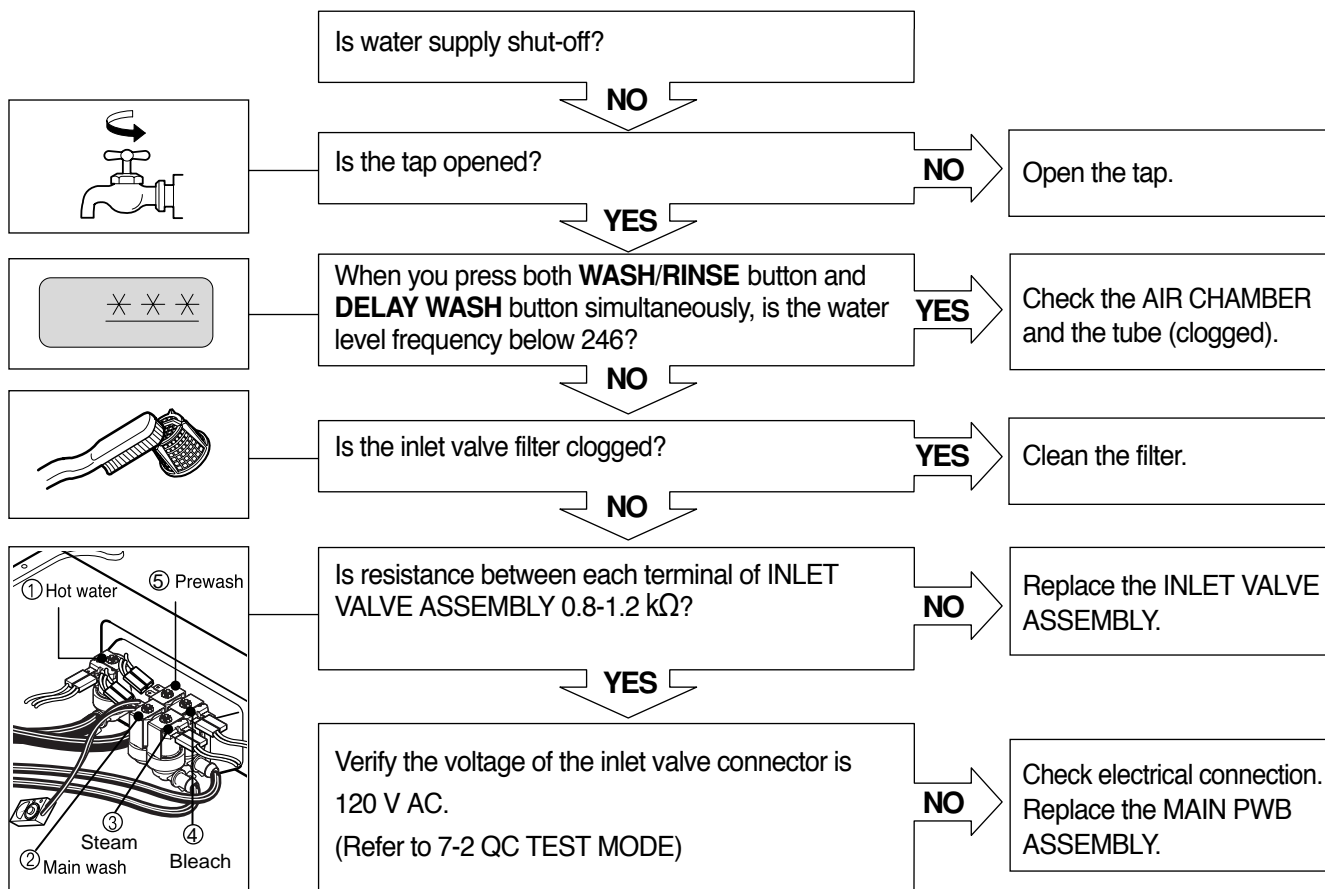 Is water supply shut-off?
NO
Is the tap opened?
NO
Open the tap.
YES
When you press both WASH/RINSE button and
DELAY WASH button simultaneously, is the water
level frequency below 246?
YES
Check the AIR CHAMBER
and the tube (clogged).
NO
Is the inlet valve filter clogged?
YES
Clean the filter.
NO
① Hot water
⑤ Prewash
③
Steam
④
Bleach
② Main wash
Is resistance between each terminal of INLET
VALVE ASSEMBLY 0.8-1.2 kΩ?
NO
Replace the INLET VALVE
ASSEMBLY.
YES
Verify the voltage of the inlet valve connector is
120 V AC.
(Refer to 7-2 QC TEST MODE)
NO
Check electrical connection.
Replace the MAIN PWB
ASSEMBLY.